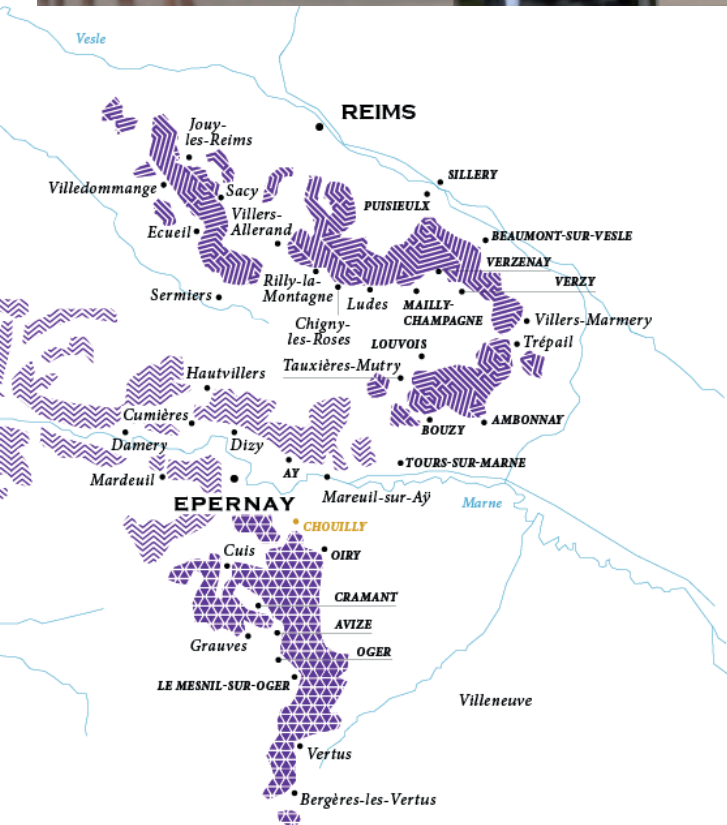 Vesle
REIMS
Jouy-
les-Reims
SILLERY
Villedommange
Sacy
PUISIEULX
Villers-
Allerand
Ecueil
BEAUMONT-SUR-VESLE
VERZENAY
Rilly-la-
Montagne
VERZY
Sermiers
Ludes
MAILLY-
CHAMPAGNE
Chigny-
les-Roses
Villers-Marmery
LOUVOIS
Trépail
Tauxières-Mutry
Hautvillers
Cumières
AMBONNAY
BOUZY
Damery
Dizy
TOURS-SUR-MARNE
AY
Mardeuil
Mareuil-sur-Aÿ
EPERNAY
Marne
CHOUILLY
Cuis
OIRY
CRAMANT
AVIZE
Grauves
OGER
LE MESNIL-SUR-OGER
Villeneuve
Vertus
Bergères-les-Vertus